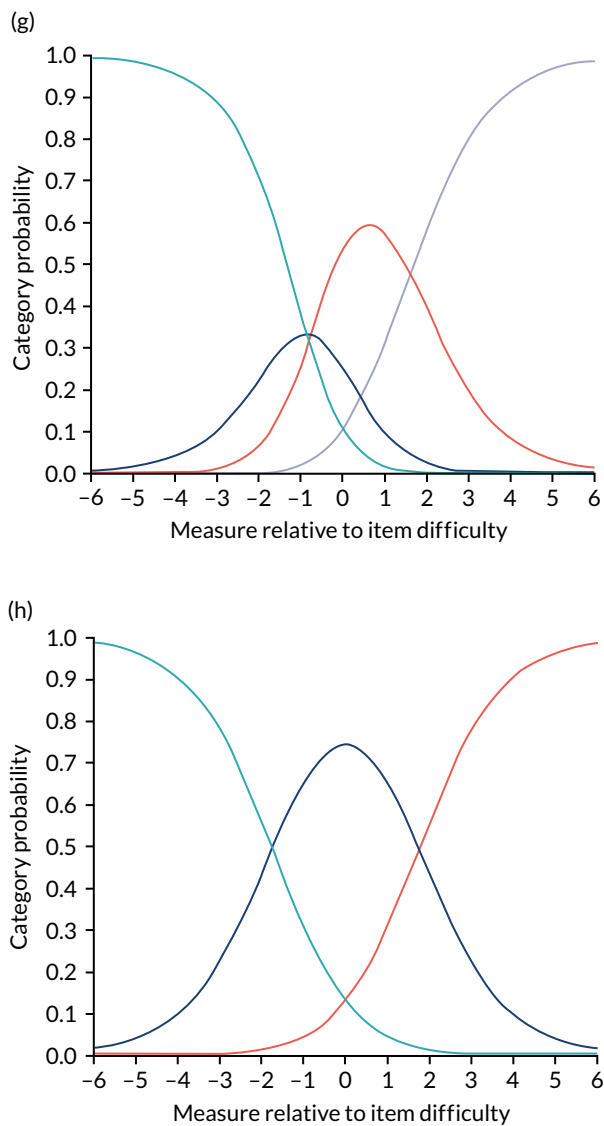 (g)
1.0
0.9
0.8
0.7
0.6
0.5
0.4
0.3
0.2
0.1
0.0
Category probability
–6 –5 –4 –3 –2 –1 0 1 2 3 4 5 6
Measure relative to item difficulty
(h)
1.0
0.9
0.8
0.7
0.6
0.5
0.4
0.3
0.2
0.1
0.0
Category probability
–6 –5 –4 –3 –2 –1 0 1 2 3 4 5 6
Measure relative to item difficulty